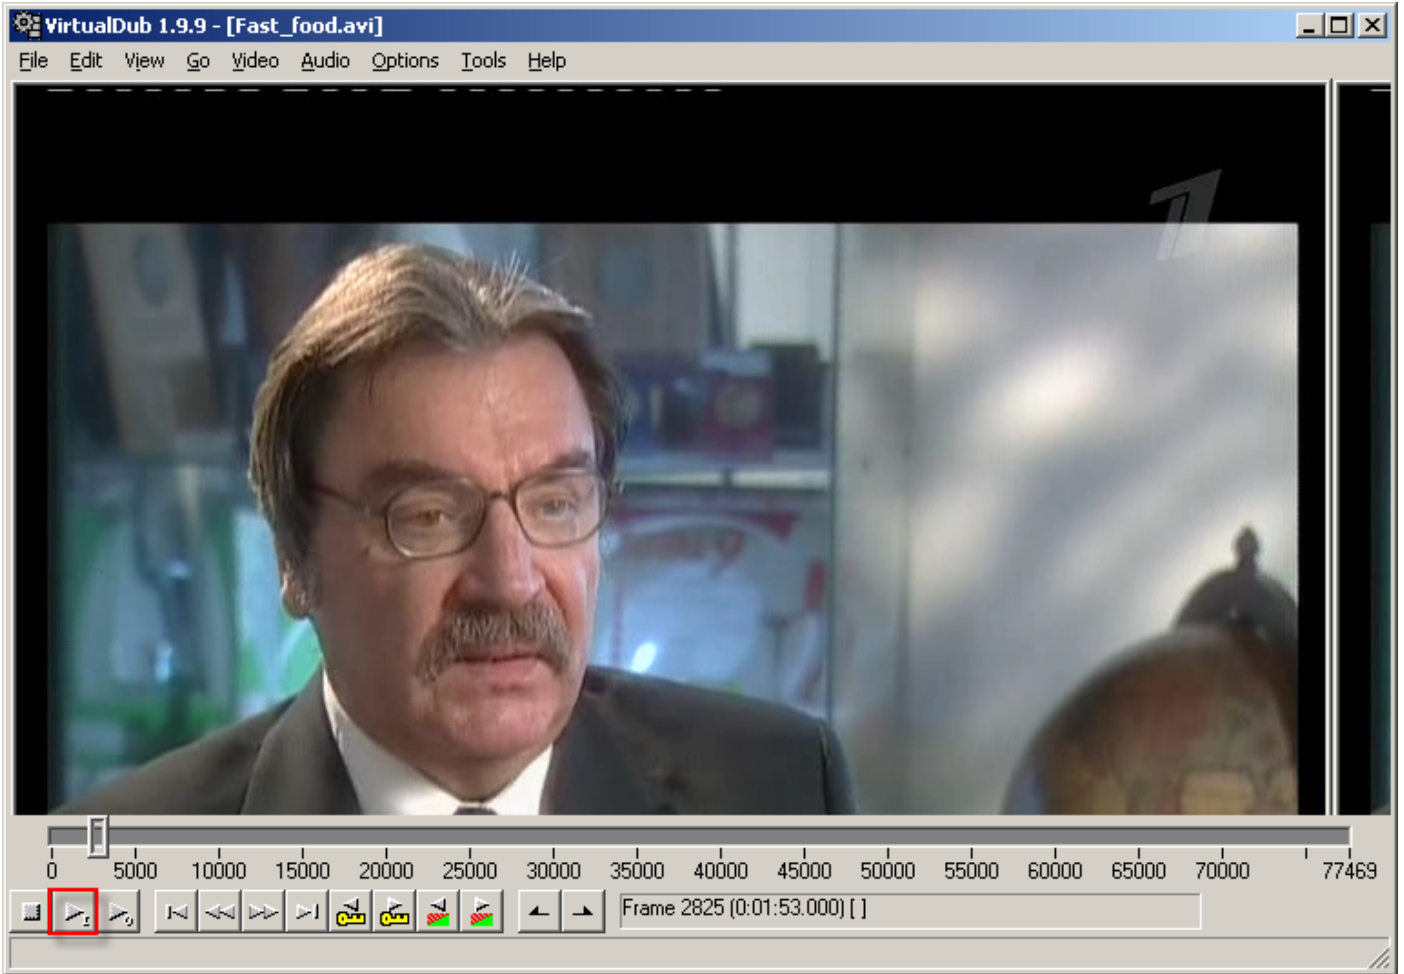 VirtualDub 1.9.9 - [Fast_food.avi]
File Edit View Go Video Audio Options Tools Help
0 5000 10000 15000 20000 25000 30000 35000 40000 45000 50000 55000 60000 65000 70000 77469
Frame 2825 (0:01:53.000) [ ]